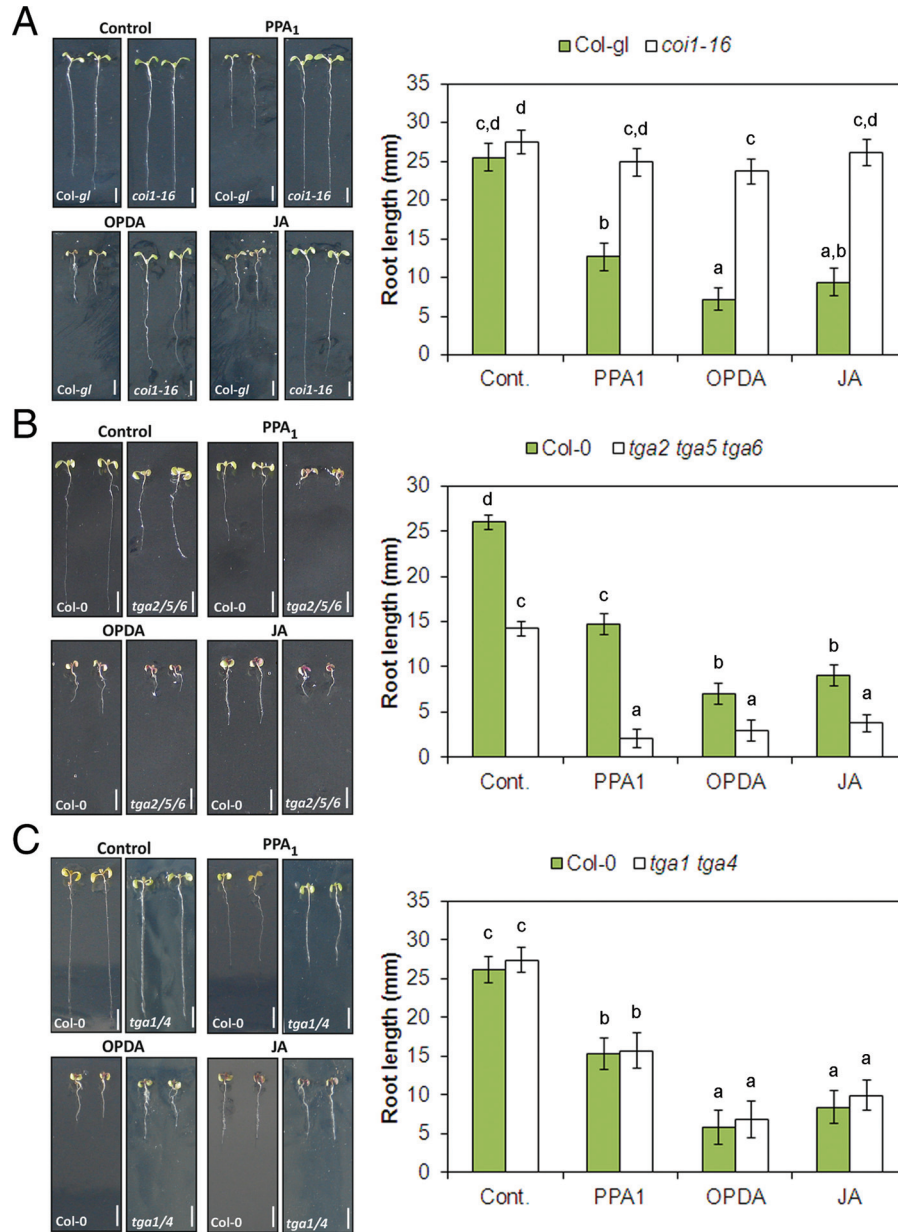 A
Control PPA1
Col-gl coi1-16 Col-gl coi1-16
OPDA JA
Col-gl coi1-16 Col-gl coi1-16
Col-gl coi1-16
Root length (mm)
35
30
25
20
15
10
5
0
c,d d b c,d a c a,b c,d
Cont. PPA1 OPDA JA
B
Control PPA1
Col-0 tga2/5/6 Col-0 tga2/5/6
OPDA JA
Col-0 tga2/5/6 Col-0 tga2/5/6
Col-0 tga2 tga5 tga6
Root length (mm)
30
25
20
15
10
5
0
d c c a b a b a
Cont. PPA1 OPDA JA
C
Control PPA1
Col-0 tga1/4 Col-0 tga1/4
OPDA JA
Col-0 tga1/4 Col-0 tga1/4
Col-0 tga1 tga4
Root length (mm)
35
30
25
20
15
10
5
0
c c b b a a a a
Cont. PPA1 OPDA JA